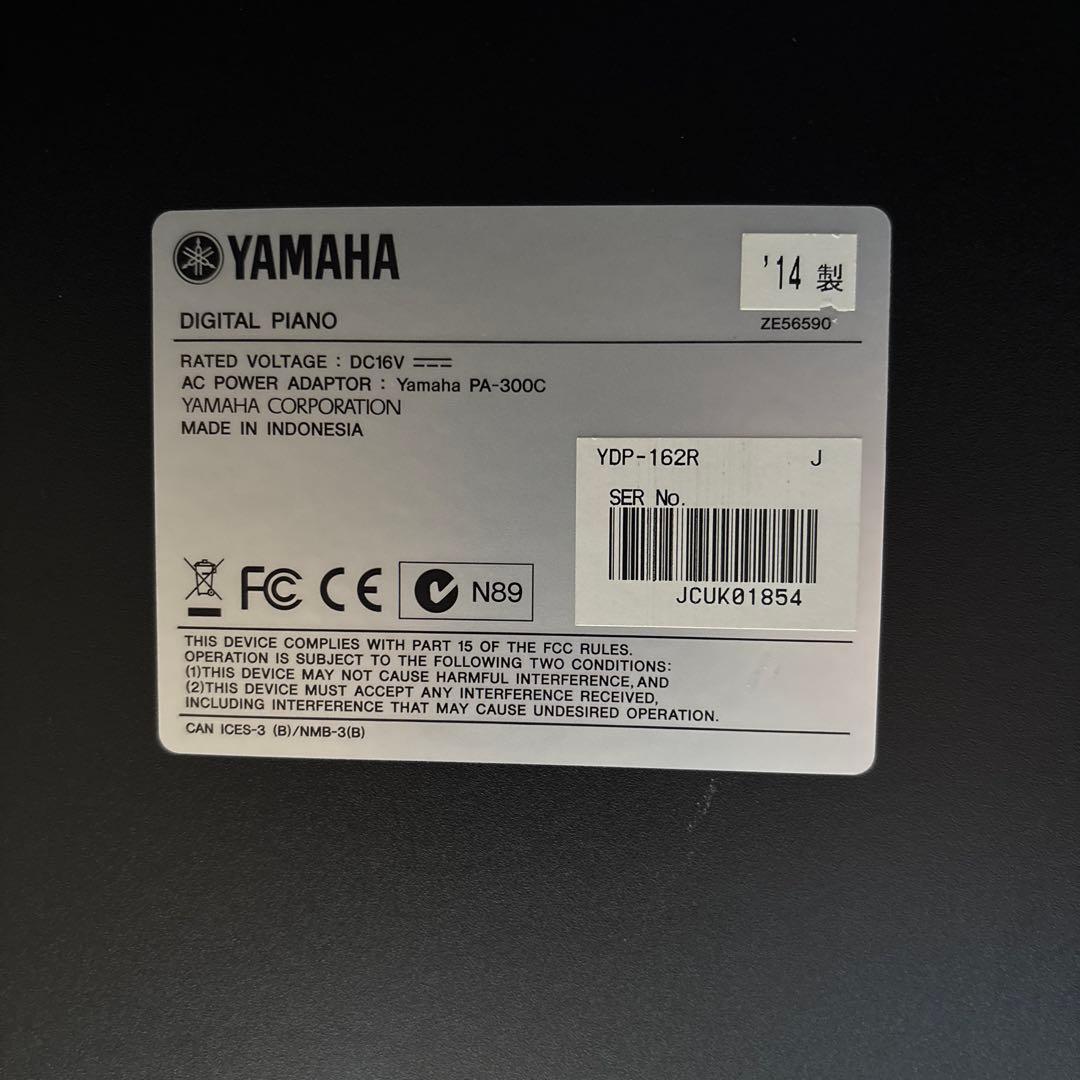 YAMAHA
'14 製
DIGITAL PIANO
ZE56590
RATED VOLTAGE : DC16V
AC POWER ADAPTOR : Yamaha PA-300C
YAMAHA CORPORATION
MADE IN INDONESIA
YDP-162R J
SER No.
JCUK01854
FC CE N89
THIS DEVICE COMPLIES WITH PART 15 OF THE FCC RULES.
OPERATION IS SUBJECT TO THE FOLLOWING TWO CONDITIONS:
(1)THIS DEVICE MAY NOT CAUSE HARMFUL INTERFERENCE, AND
(2)THIS DEVICE MUST ACCEPT ANY INTERFERENCE RECEIVED,
INCLUDING INTERFERENCE THAT MAY CAUSE UNDESIRED OPERATION.
CAN ICES-3 (B)/NMB-3(B)